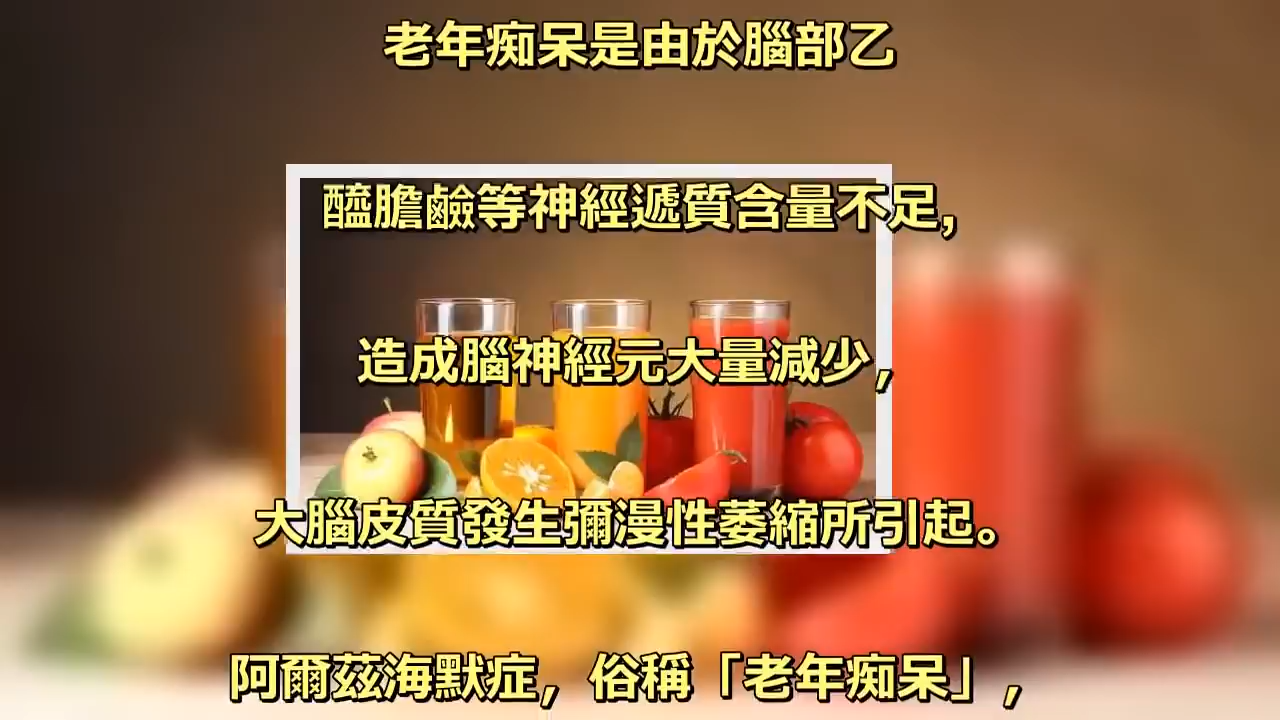 老年痴呆是由於腦部乙
醯膽鹼等神經遞質含量不足,
造成腦神經元大量減少，
大腦皮質發生彌漫性萎縮所引起。
阿爾茲海默症，俗稱「老年痴呆」，